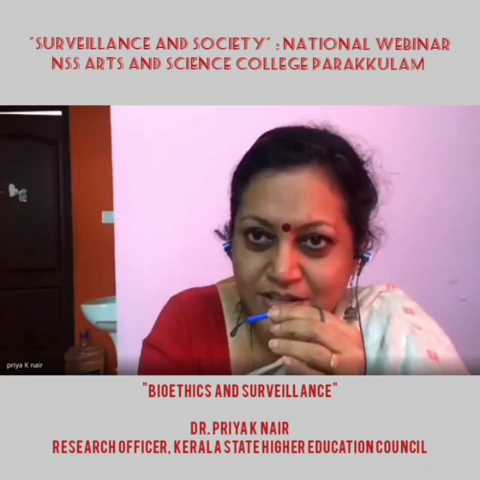 "SURVEILLANCE AND SOCIETY" : NATIONAL WEBINAR
NSS ARTS AND SCIENCE COLLEGE PARAKKULAM
priya K nair
"BIOETHICS AND SURVEILLANCE"
DR. PRIYA K NAIR
RESEARCH OFFICER, KERALA STATE HIGHER EDUCATION COUNCIL